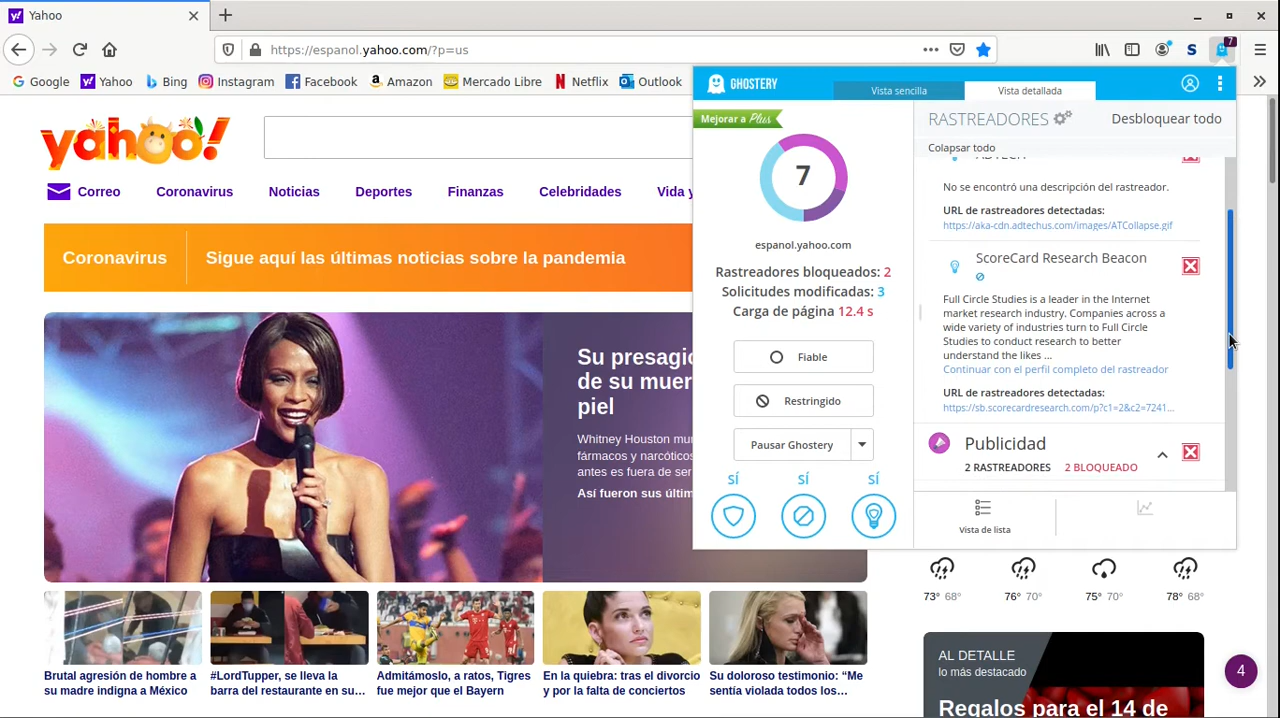 Yahoo
https://espanol.yahoo.com/?p=us
7
Google
Yahoo
Bing
Instagram
Facebook
Amazon
Mercado Libre
Netflix
Outlook
yahoo!
Correo
Coronavirus
Noticias
Deportes
Finanzas
Celebridades
Vida y
Coronavirus
Sigue aquí las últimas noticias sobre la pandemia
Su presagio
de su muer
piel
Whitney Houston mu
fármacos y narcóticos
antes es fuera de ser
Así fueron sus últim
Brutal agresión de hombre a
su madre indigna a México
#LordTupper, se lleva la
barra del restaurante en su...
Admitámoslo, a ratos, Tigres
fue mejor que el Bayern
En la quiebra: tras el divorcio
y por la falta de conciertos
Su doloroso testimonio: “Me
sentía violada todos los...
GHOSTERY
Vista sencilla
Vista detallada
Mejorar a Plus
7
espanol.yahoo.com
Rastreadores bloqueados: 2
Solicitudes modificadas: 3
Carga de página 12.4 s
Fiable
Restringido
Pausar Ghostery
SÍ
SÍ
SÍ
RASTREADORES
Desbloquear todo
Colapsar todo
ADTECH
No se encontró una descripción del rastreador.
URL de rastreadores detectadas:
https://aka-cdn.adtechus.com/images/ATCollapse.gif
ScoreCard Research Beacon
Full Circle Studies is a leader in the Internet
market research industry. Companies across a
wide variety of industries turn to Full Circle
Studies to conduct research to better
understand the likes ...
Continuar con el perfil completo del rastreador
URL de rastreadores detectadas:
https://sb.scorecardresearch.com/p?c1=2&c2=7241...
Publicidad
2 RASTREADORES 2 BLOQUEADO
Vista de lista
73° 68°
76° 70°
75° 70°
78° 68°
AL DETALLE
lo más destacado
Regalos para el 14 de
4